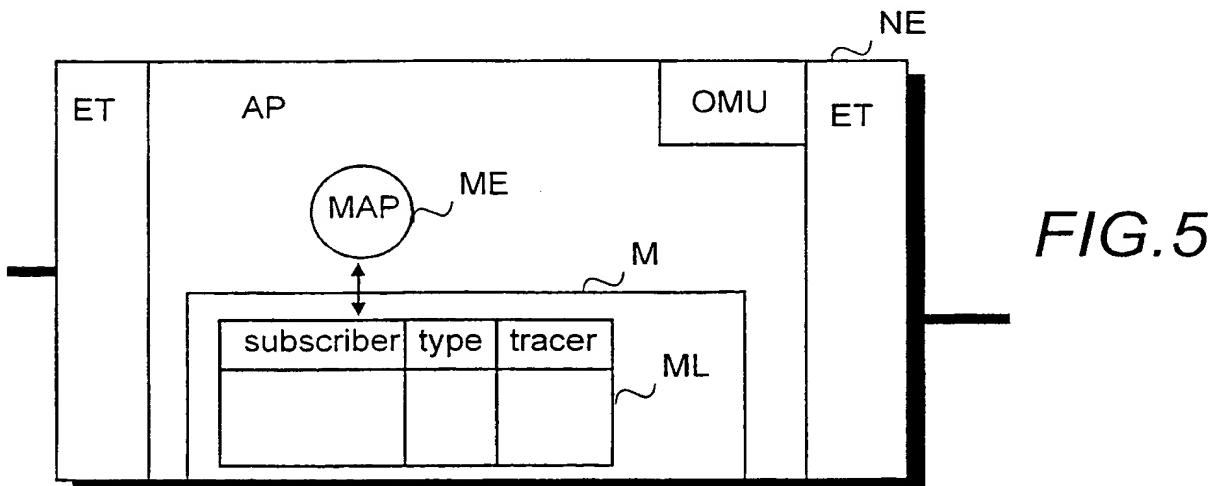 NE
ET
AP
OMU
ET
MAP
ME
FIG.5
M
subscriber
type
tracer
ML